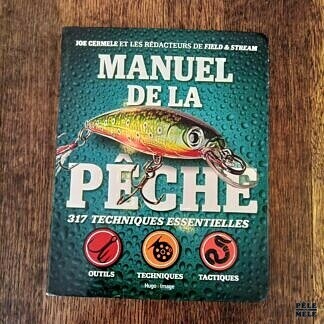 JOE CERMELE ET LES RÉDACTEURS DE FIELD & STREAM
MANUEL
DE LA
PÊCHE
317 TECHNIQUES ESSENTIELLES
OUTILS TECHNIQUES TACTIQUES
Hugo Image
PÊLE
MÊLE